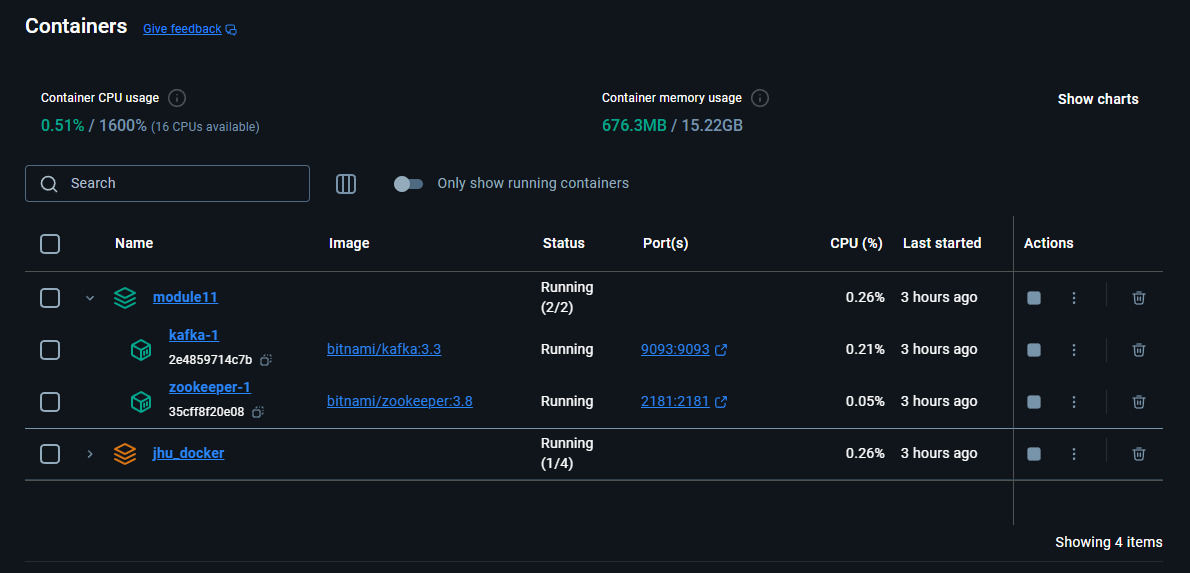 Containers Give feedback
Container CPU usage
0.51% / 1600% (16 CPUs available)
Container memory usage
676.3MB / 15.22GB
Show charts
Search
Only show running containers
Name Image Status Port(s) CPU (%) Last started Actions
module11 Running (2/2) 0.26% 3 hours ago
kafka-1
2e4859714c7b
bitnami/kafka:3.3 Running 9093:9093 0.21% 3 hours ago
zookeeper-1
35cff8f20e08
bitnami/zookeeper:3.8 Running 2181:2181 0.05% 3 hours ago
jhu_docker Running (1/4) 0.26% 3 hours ago
Showing 4 items